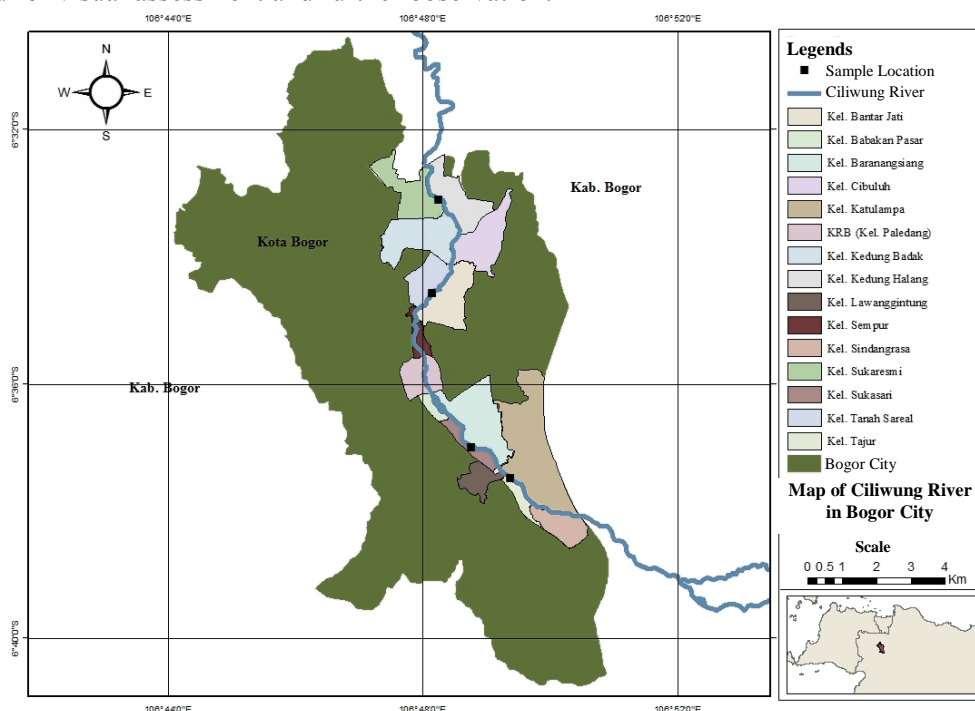 106°44'0"E
106°48'0"E
106°52'0"E
N
W
E
S
6°32'0"S
6°36'0"S
6°40'0"S
Kab. Bogor
Kota Bogor
Kab. Bogor
106°44'0"E
106°48'0"E
106°52'0"E
Legends
Sample Location
Ciliwung River
Kel. Bantar Jati
Kel. Babakan Pasar
Kel. Baranangsiang
Kel. Cibuluh
Kel. Katulampa
KRB (Kel. Paledang)
Kel. Kedung Badak
Kel. Kedung Halang
Kel. Lawanggintung
Kel. Sempur
Kel. Sindangrasa
Kel. Sukaresmi
Kel. Sukasari
Kel. Tanah Sareal
Kel. Tajur
Bogor City
Map of Ciliwung River
in Bogor City
Scale
0 0.5 1 2 3 4
Km